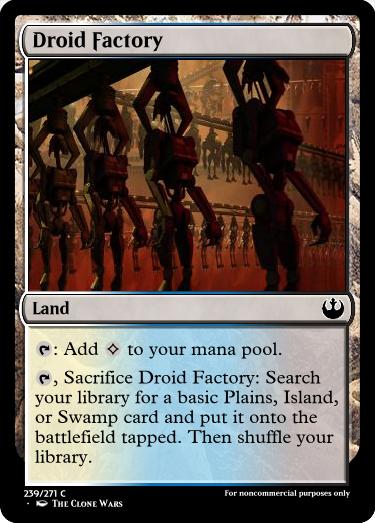 Droid Factory
Land
: Add to your mana pool.
, Sacrifice Droid Factory: Search
your library for a basic Plains, Island,
or Swamp card and put it onto the
battlefield tapped. Then shuffle your
library.
239/271 C
· The Clone Wars
For noncommercial purposes only